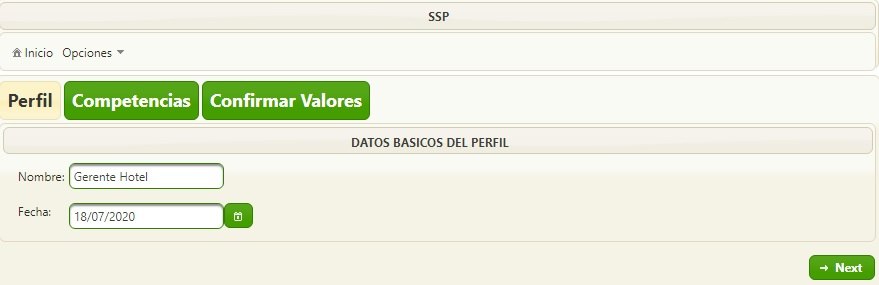 SSP
Inicio Opciones
Perfil Competencias Confirmar Valores
DATOS BASICOS DEL PERFIL
Nombre: Gerente Hotel
Fecha: 18/07/2020
Next